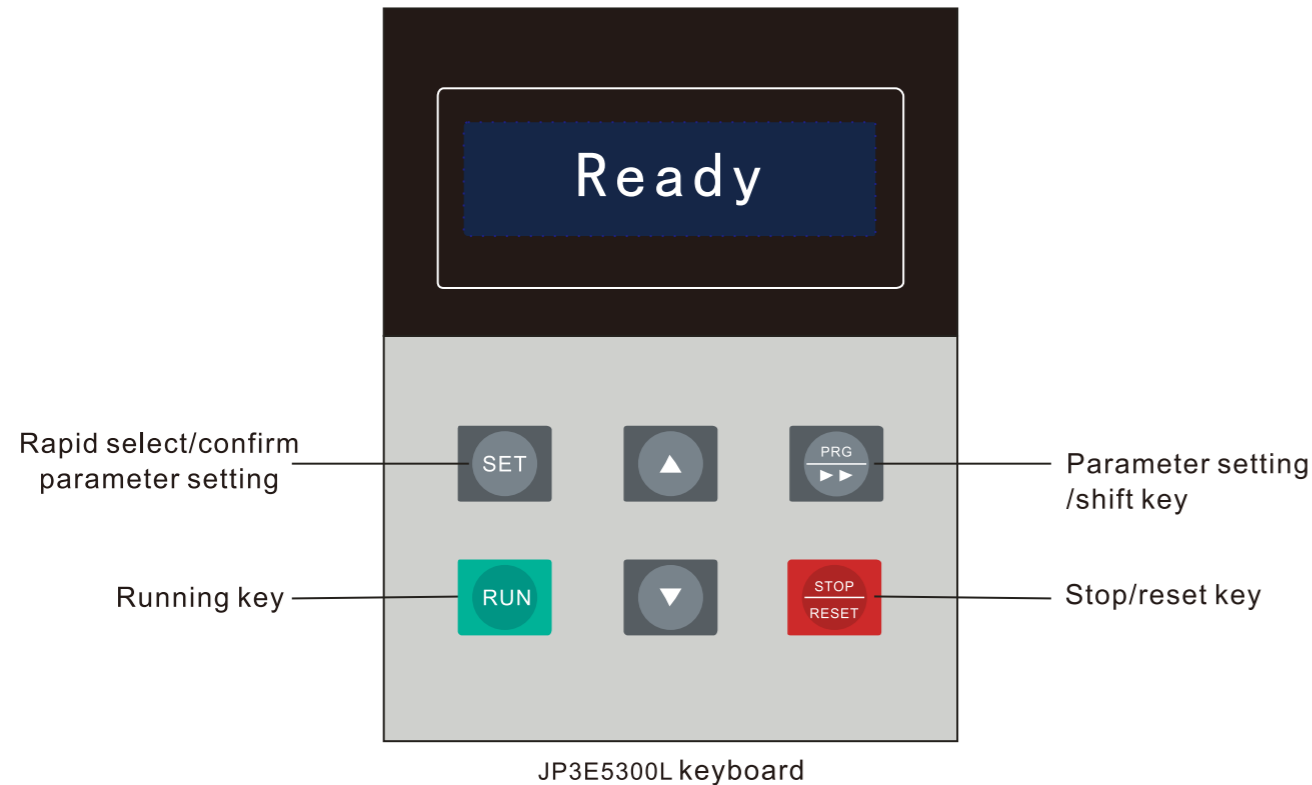 Ready
Rapid select/confirm
parameter setting
SET
PRG
Parameter setting
/shift key
Running key
RUN
STOP
RESET
Stop/reset key
JP3E5300L keyboard